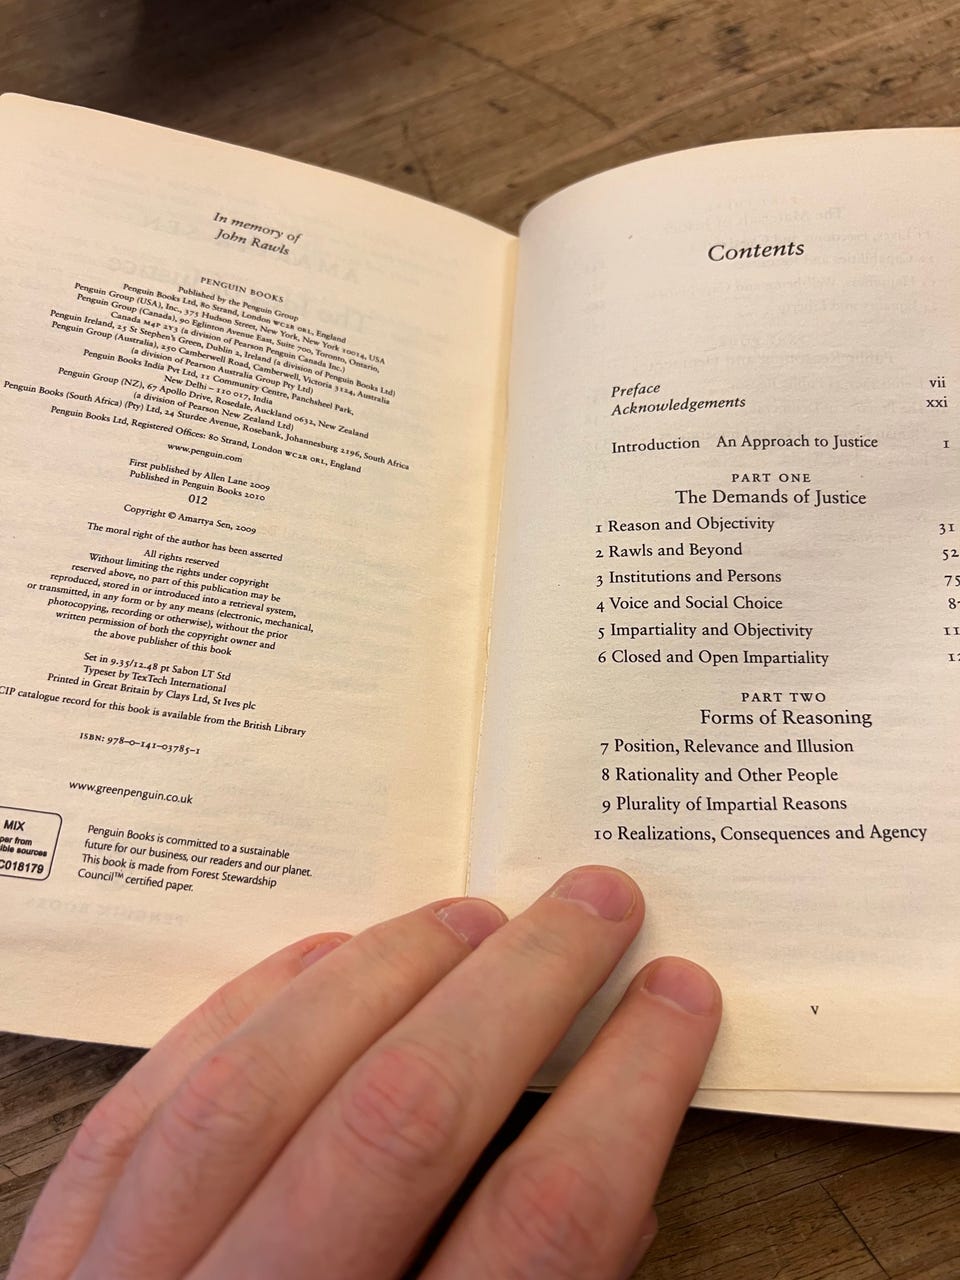 In memory of
John Rawls
PENGUIN BOOKS
Published by the Penguin Group
Penguin Books Ltd, 80 Strand, London WC2R 0RL, England
Penguin Group (USA), Inc., 375 Hudson Street, New York, New York 10014, USA
Penguin Group (Canada), 90 Eglinton Avenue East, Suite 700, Toronto, Ontario,
Canada M4P 2Y3 (a division of Pearson Penguin Canada Inc.)
Penguin Ireland, 25 St Stephen's Green, Dublin 2, Ireland (a division of Penguin Books Ltd)
Penguin Group (Australia), 250 Camberwell Road, Camberwell, Victoria 3124, Australia
(a division of Pearson Australia Group Pty Ltd)
Penguin Books India Pvt Ltd, 11 Community Centre, Panchsheel Park,
New Delhi – 110 017, India
Penguin Group (NZ), 67 Apollo Drive, Rosedale, Auckland 0632, New Zealand
(a division of Pearson New Zealand Ltd)
Penguin Books (South Africa) (Pty) Ltd, 24 Sturdee Avenue, Rosebank, Johannesburg 2196, South Africa
Penguin Books Ltd, Registered Offices: 80 Strand, London WC2R 0RL, England
www.penguin.com
First published by Allen Lane 2009
Published in Penguin Books 2010
012
Copyright © Amartya Sen, 2009
The moral right of the author has been asserted
All rights reserved
Without limiting the rights under copyright
reserved above, no part of this publication may be
reproduced, stored in or introduced into a retrieval system,
or transmitted, in any form or by any means (electronic, mechanical,
photocopying, recording or otherwise), without the prior
written permission of both the copyright owner and
the above publisher of this book
Set in 9.35/12.48 pt Sabon LT Std
Typeset by TexTech International
Printed in Great Britain by Clays Ltd, St Ives plc
CIP catalogue record for this book is available from the British Library
ISBN: 978-0-141-03785-1
www.greenpenguin.co.uk
MIX
per from
ible sources
C018179
Penguin Books is committed to a sustainable
future for our business, our readers and our planet.
This book is made from Forest Stewardship
Council™ certified paper.
Contents
Preface vii
Acknowledgements xxi
Introduction An Approach to Justice 1
PART ONE
The Demands of Justice
1 Reason and Objectivity 31
2 Rawls and Beyond 52
3 Institutions and Persons 75
4 Voice and Social Choice 8
5 Impartiality and Objectivity 11
6 Closed and Open Impartiality 12
PART TWO
Forms of Reasoning
7 Position, Relevance and Illusion
8 Rationality and Other People
9 Plurality of Impartial Reasons
10 Realizations, Consequences and Agency
v